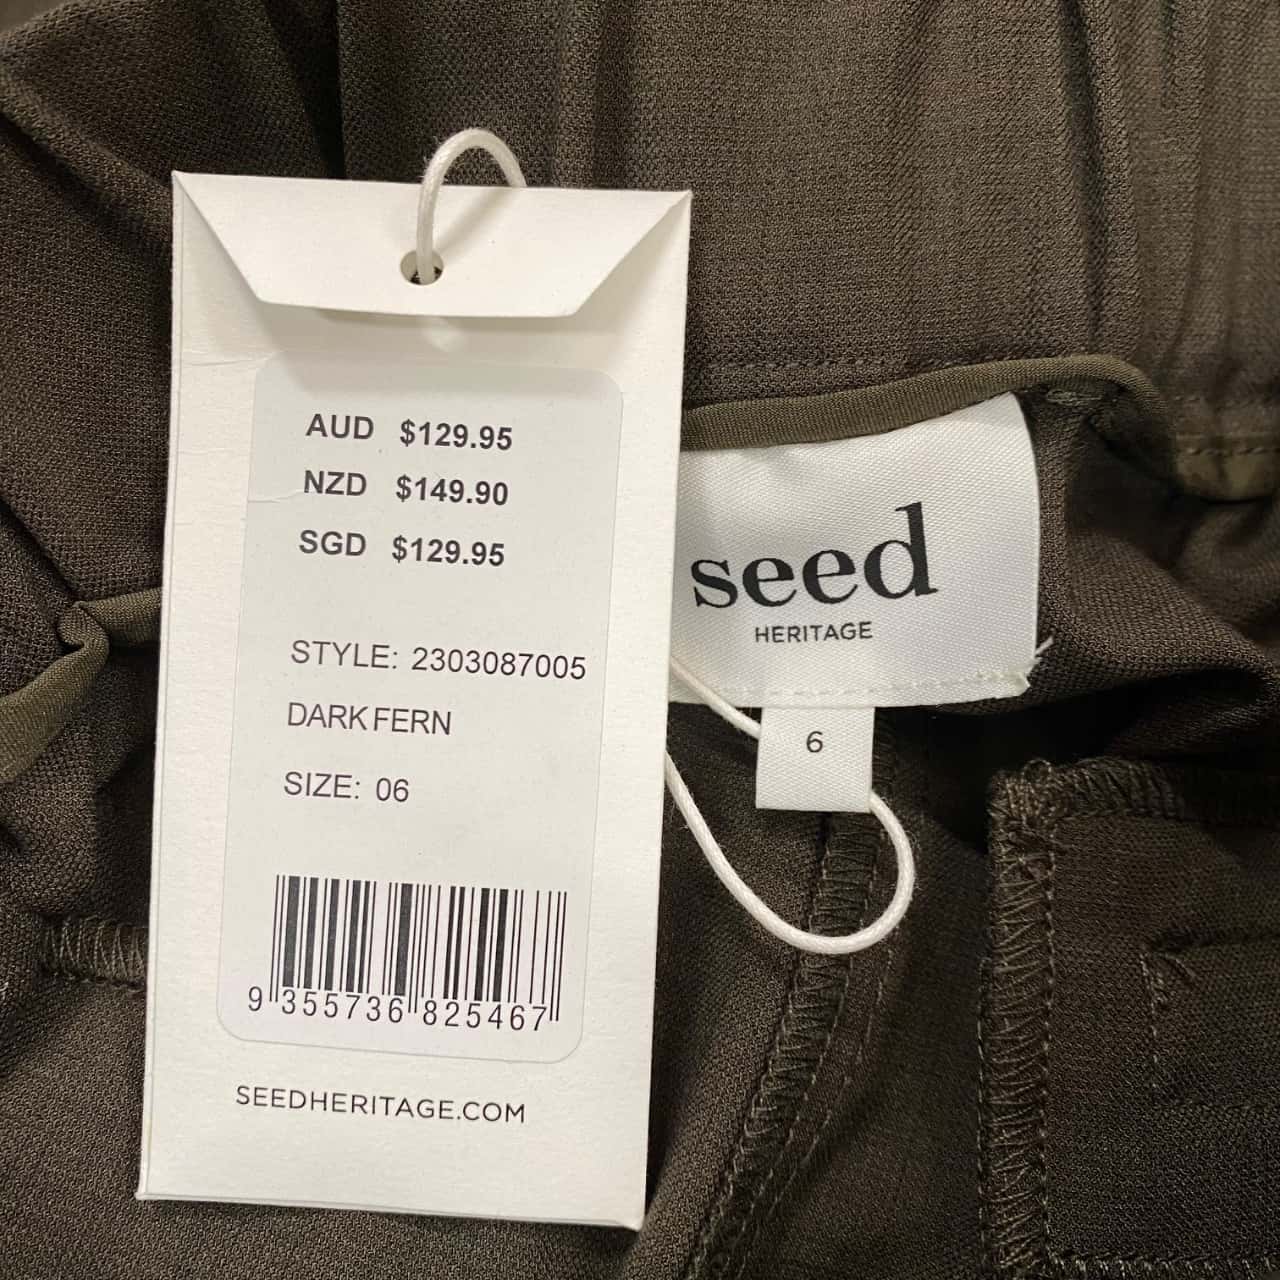 AUD $129.95
NZD $149.90
SGD $129.95
STYLE: 2303087005
DARK FERN
SIZE: 06
9 355736 825467
SEEDHERITAGE.COM
seed
HERITAGE
6